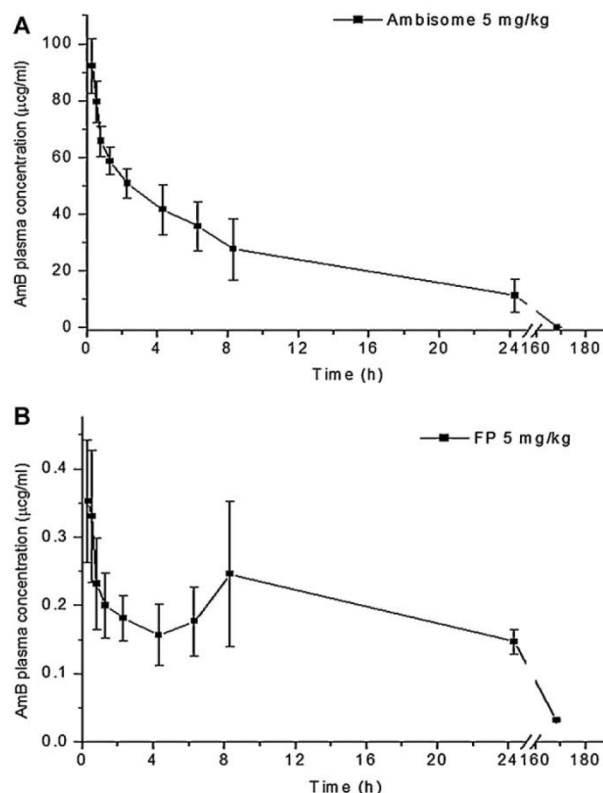 A
Ambisome 5 mg/kg
AmB plasma concentration (µcg/ml)
100
80
60
40
20
0
0 4 8 12 16 20 24 160 180
Time (h)
B
FP 5 mg/kg
AmB plasma concentration (µcg/ml)
0.4
0.3
0.2
0.1
0.0
0 4 8 12 16 20 24 160 180
Time (h)